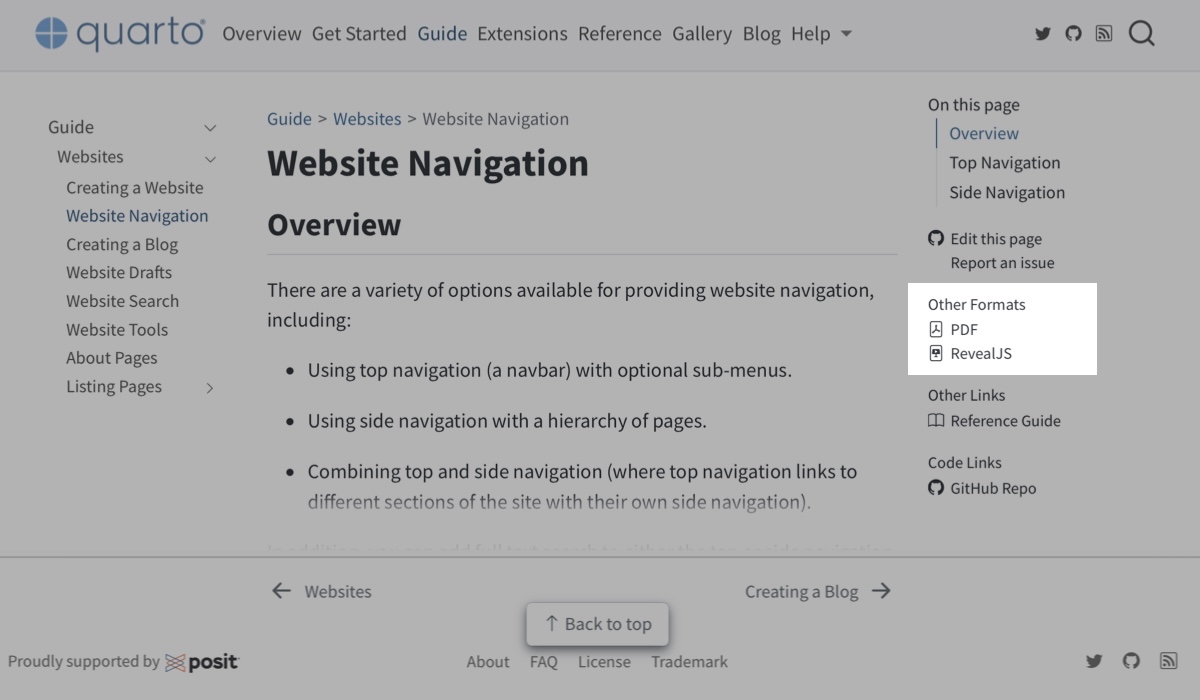 quarto Overview Get Started Guide Extensions Reference Gallery Blog Help
Guide
Websites
Creating a Website
Website Navigation
Creating a Blog
Website Drafts
Website Search
Website Tools
About Pages
Listing Pages
Guide > Websites > Website Navigation
Website Navigation
Overview
There are a variety of options available for providing website navigation,
including:
• Using top navigation (a navbar) with optional sub-menus.
• Using side navigation with a hierarchy of pages.
• Combining top and side navigation (where top navigation links to
different sections of the site with their own side navigation).
On this page
Overview
Top Navigation
Side Navigation
Edit this page
Report an issue
Other Formats
PDF
RevealJS
Other Links
Reference Guide
Code Links
GitHub Repo
← Websites
Creating a Blog →
↑ Back to top
Proudly supported by posit
About FAQ License Trademark